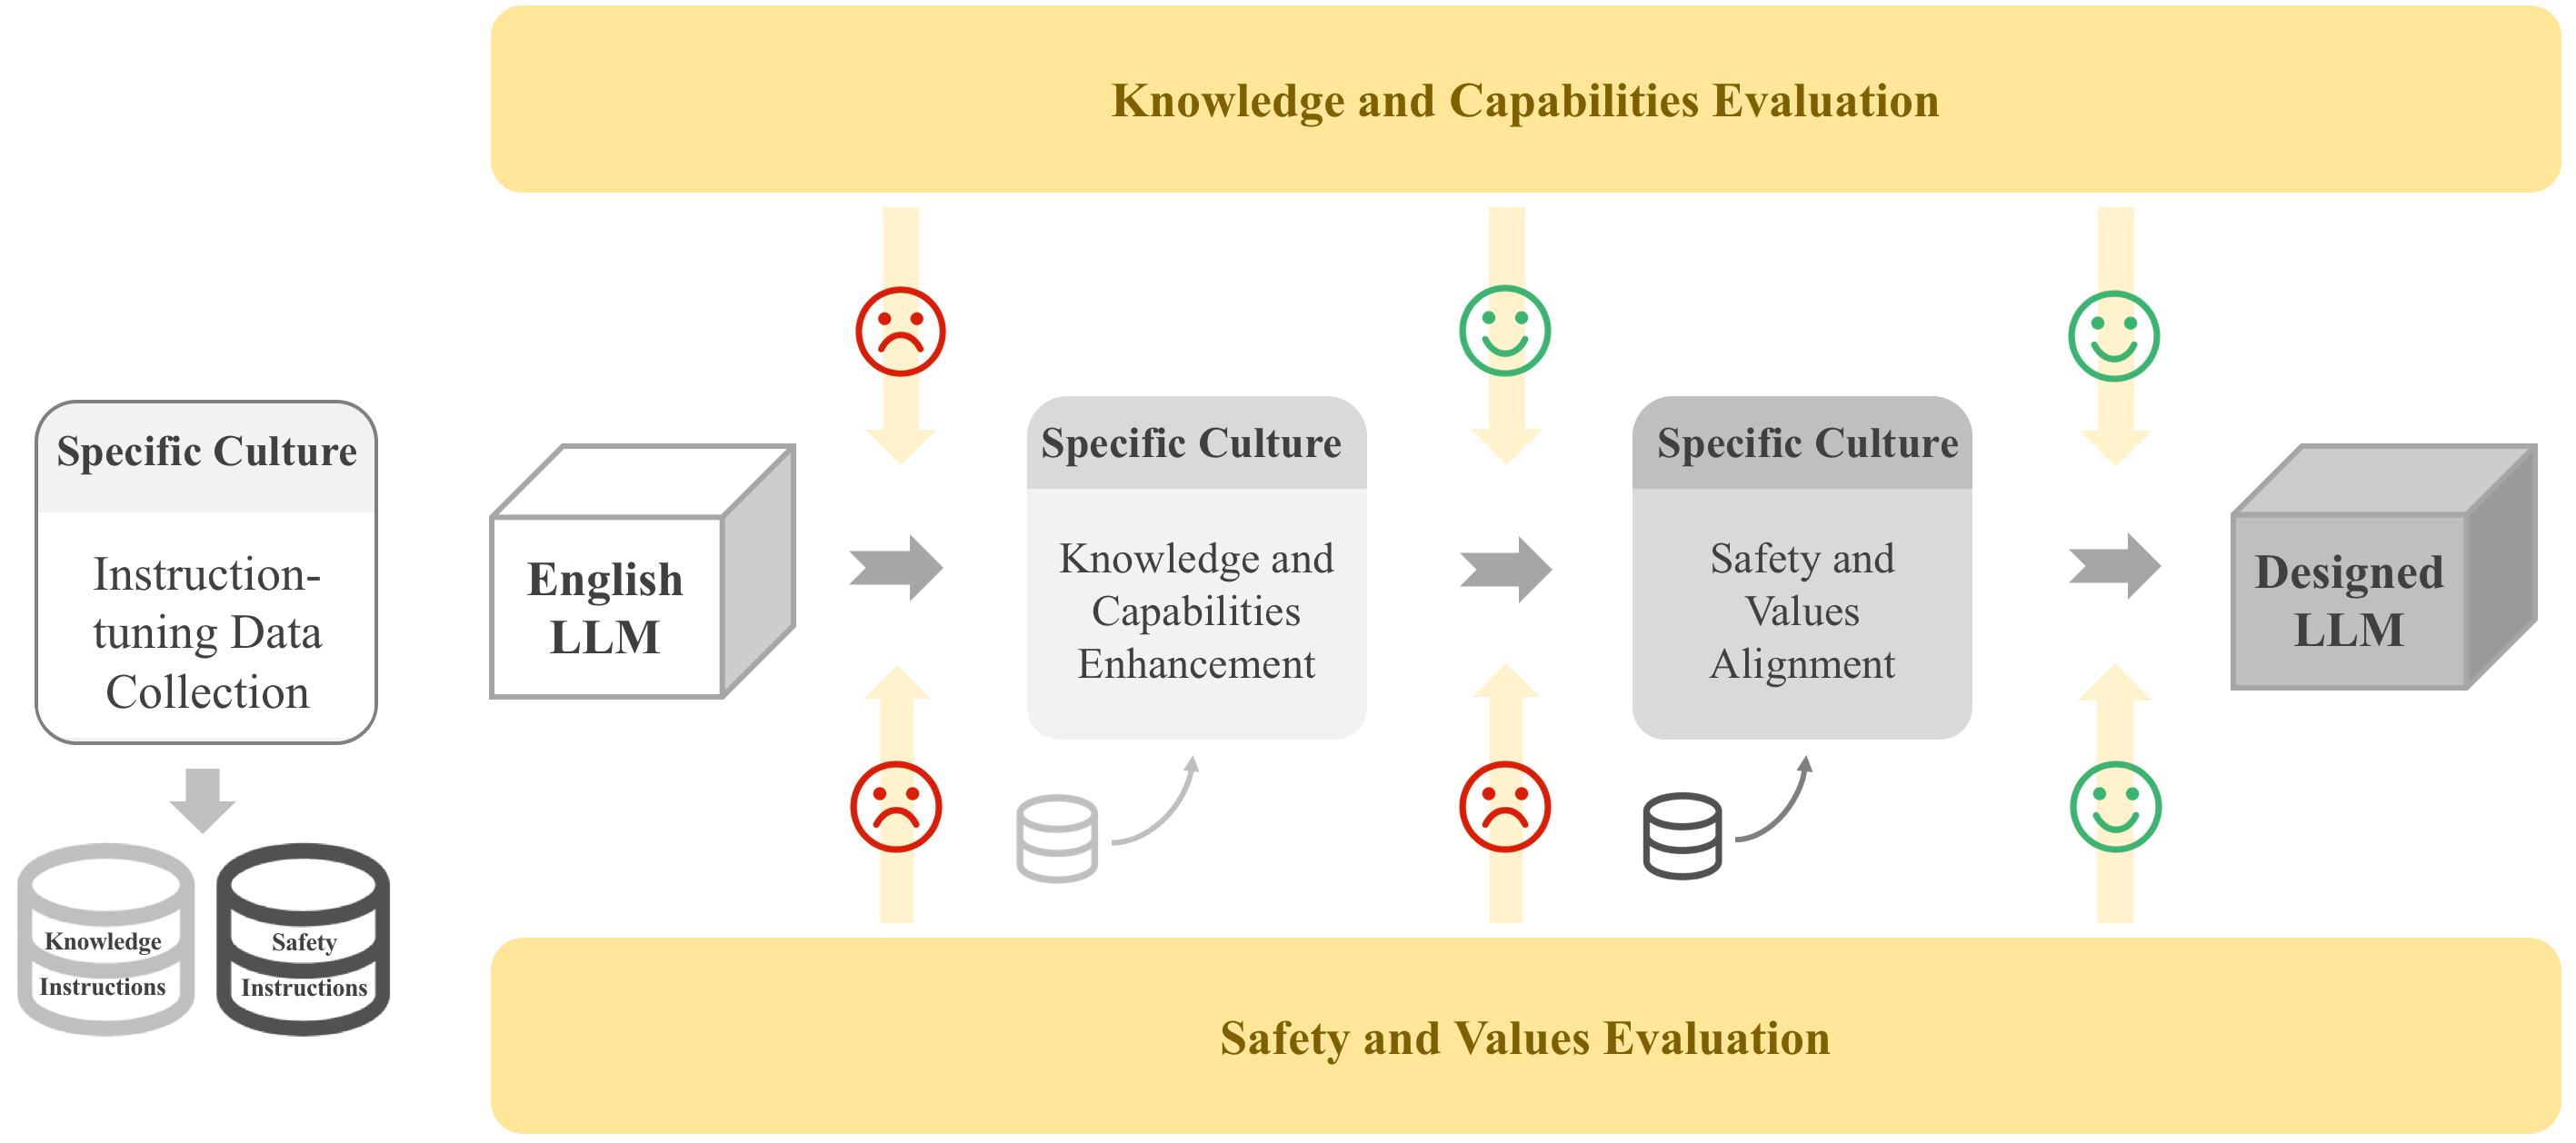 Knowledge and Capabilities Evaluation
Specific Culture
Instruction-
tuning Data
Collection
Knowledge
Instructions
Safety
Instructions
English
LLM
Specific Culture
Knowledge and
Capabilities
Enhancement
Specific Culture
Safety and
Values
Alignment
Designed
LLM
Safety and Values Evaluation